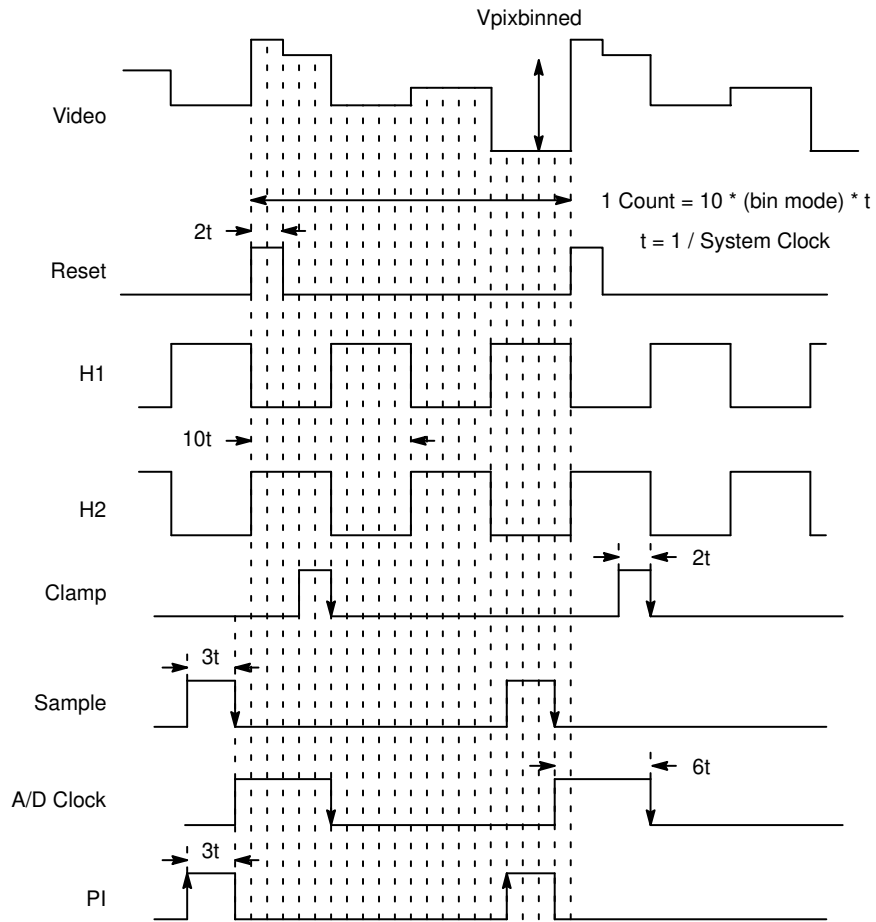 Vpixbinned
Video
1 Count = 10 * (bin mode) * t
2t
t = 1 / System Clock
Reset
H1
10t
H2
2t
Clamp
3t
Sample
6t
A/D Clock
3t
PI